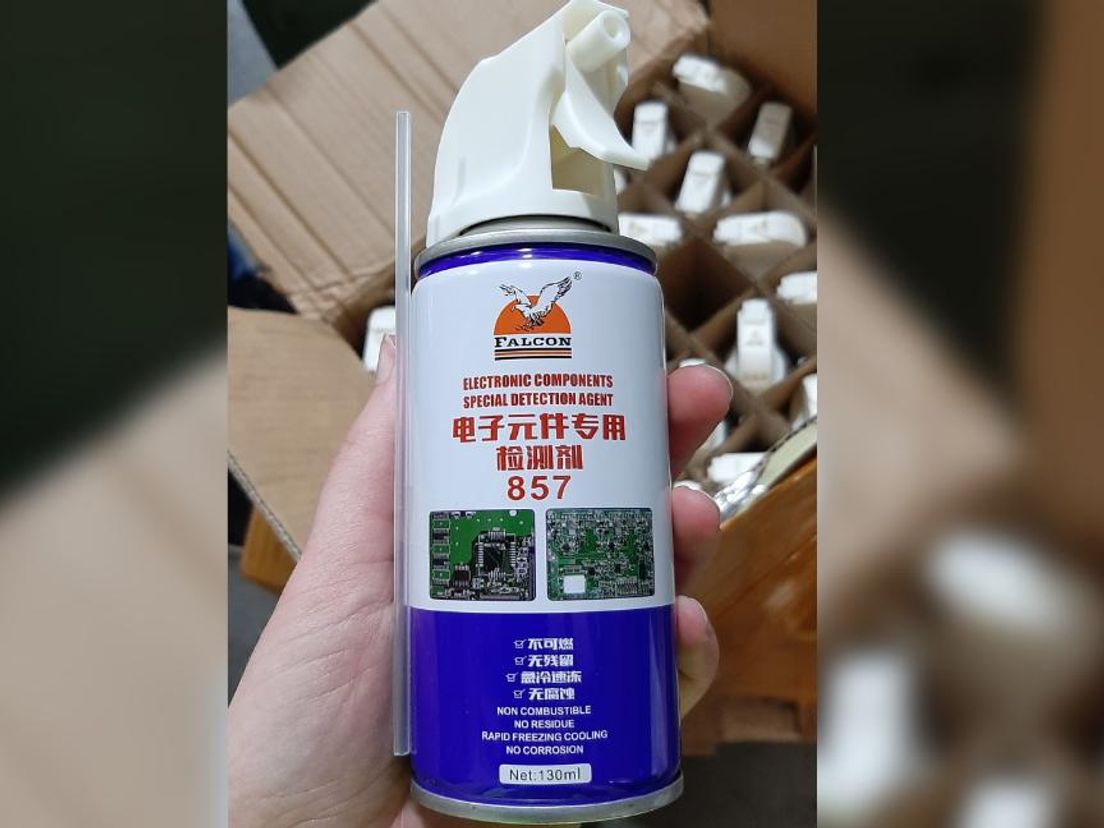 ®
FALCON
ELECTRONIC COMPONENTS
SPECIAL DETECTION AGENT
电子元件专用
检测剂
857
不可燃
无残留
急冷速冻
无腐蚀
NON COMBUSTIBLE
NO RESIDUE
RAPID FREEZING COOLING
NO CORROSION
Net:130ml